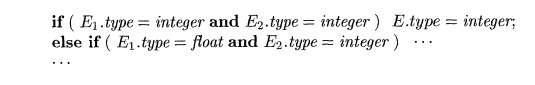 if ( E₁.type = integer and E₂.type = integer ) E.type = integer;
else if ( E₁.type = float and E₂.type = integer ) ···
···